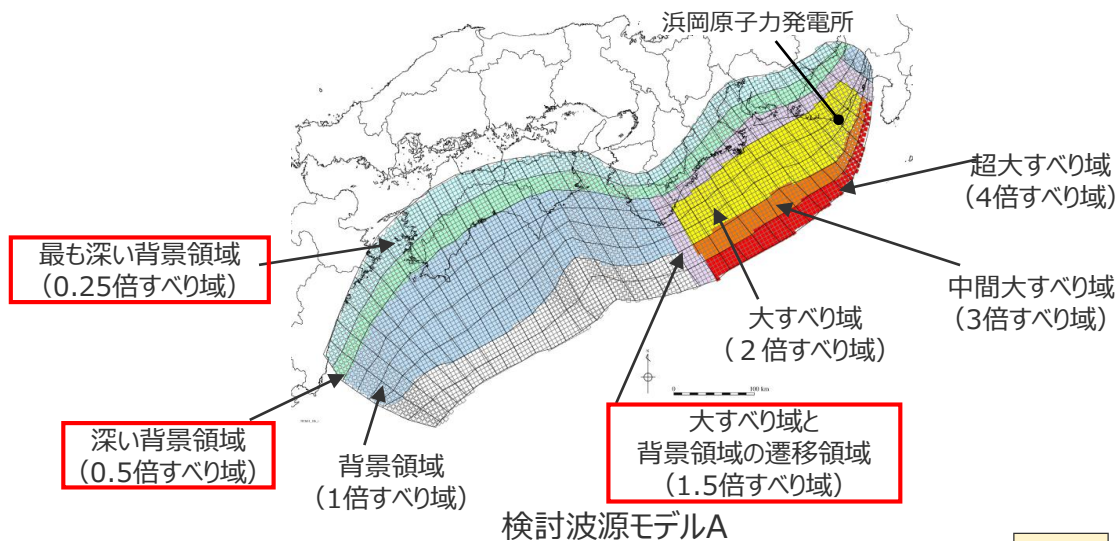 浜岡原子力発電所
超大すべり域
（4倍すべり域）
最も深い背景領域
（0.25倍すべり域）
中間大すべり域
（3倍すべり域）
大すべり域
（２倍すべり域）
0
100 km
深い背景領域
（0.5倍すべり域）
背景領域
（1倍すべり域）
大すべり域と
背景領域の遷移領域
（1.5倍すべり域）
検討波源モデルA